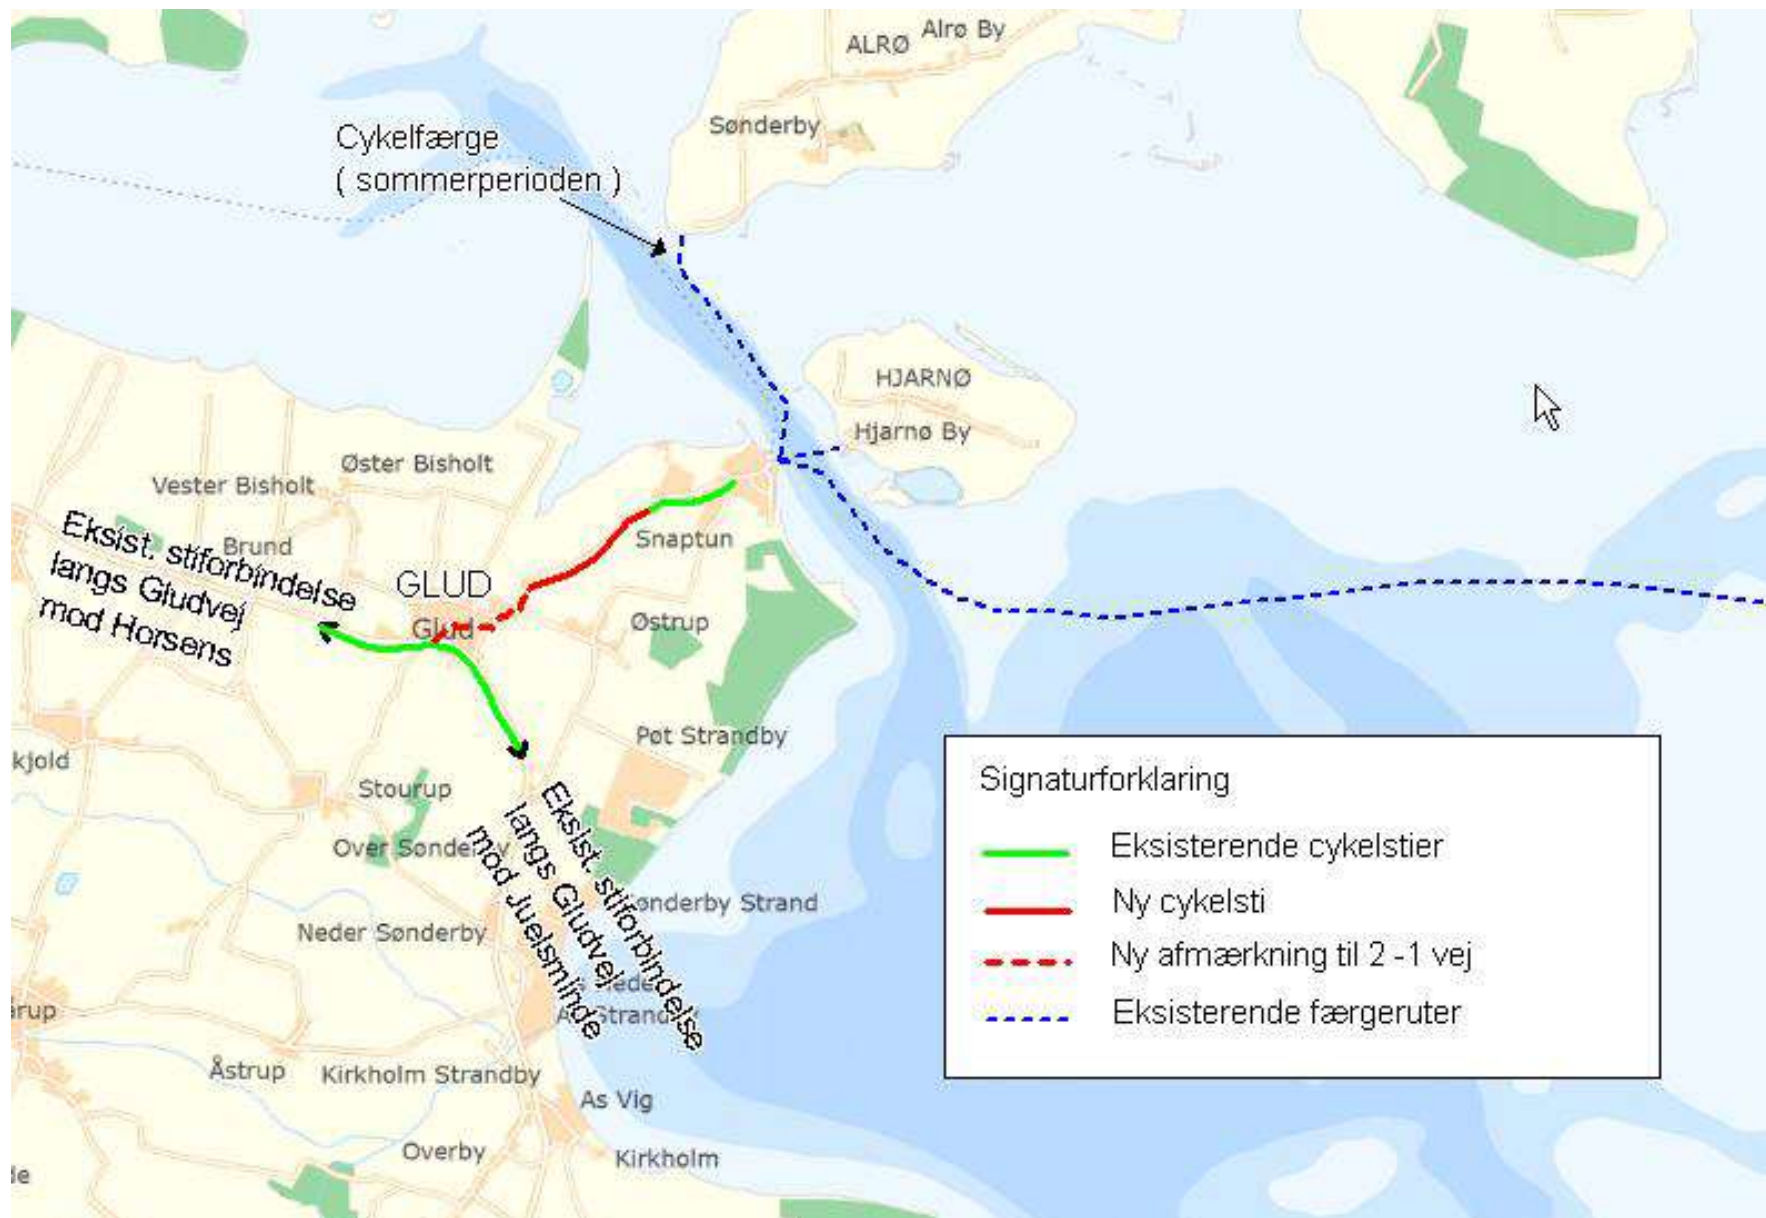 ALRØ
Alrø By
Sønderby
Cykelfærge
( sommerperioden )
HJARNØ
Hjarnø By
Øster Bisholt
Vester Bisholt
Brund
Eksist. stiforbindelse
langs Gludvej
mod Horsens
GLUD
Glud
Snaptun
Østrup
Pøt Strandby
kjold
Stourup
Over Sønderby
Eksist. stiforbindelse
langs Gludvej
mod Juelsminde
ønderby Strand
Neder Sønderby
rup
Åstrup
Kirkholm Strandby
As Vig
Overby
Kirkholm
Signaturforklaring
Eksisterende cykelstier
Ny cykelsti
Ny afmærkning til 2 -1 vej
Eksisterende færgeruter